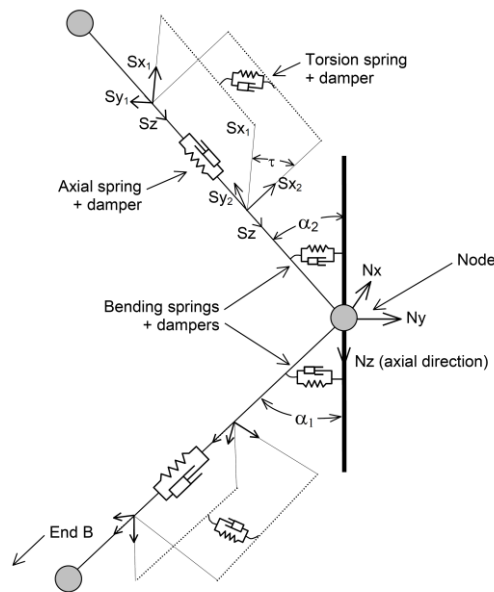 Torsion spring
+ damper
Sx₁
Sy₁
Sz
Sx₁
τ
Axial spring
+ damper
Sx₂
Sy₂
Sz
α₂
Node
Nx
Bending springs
+ dampers
Ny
Nz (axial direction)
α₁
End B